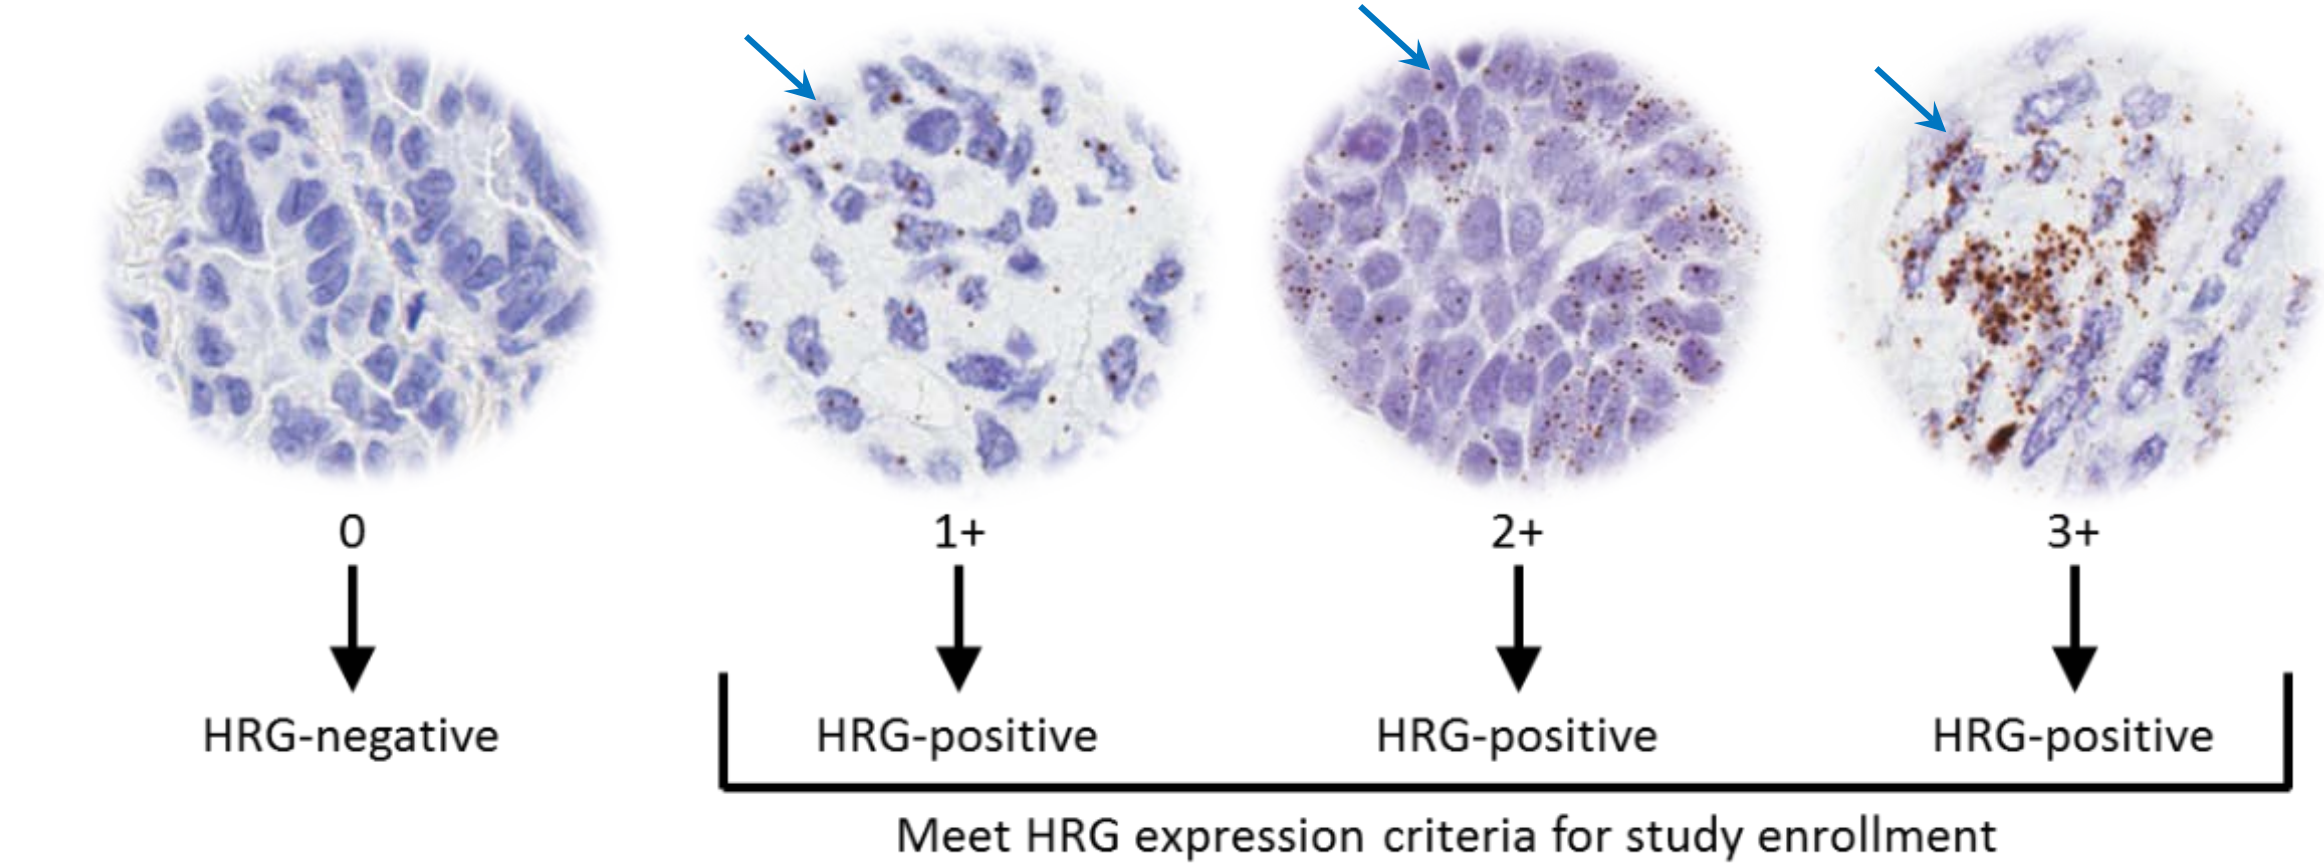 0 1+ 2+ 3+
HRG-negative HRG-positive HRG-positive HRG-positive
Meet HRG expression criteria for study enrollment